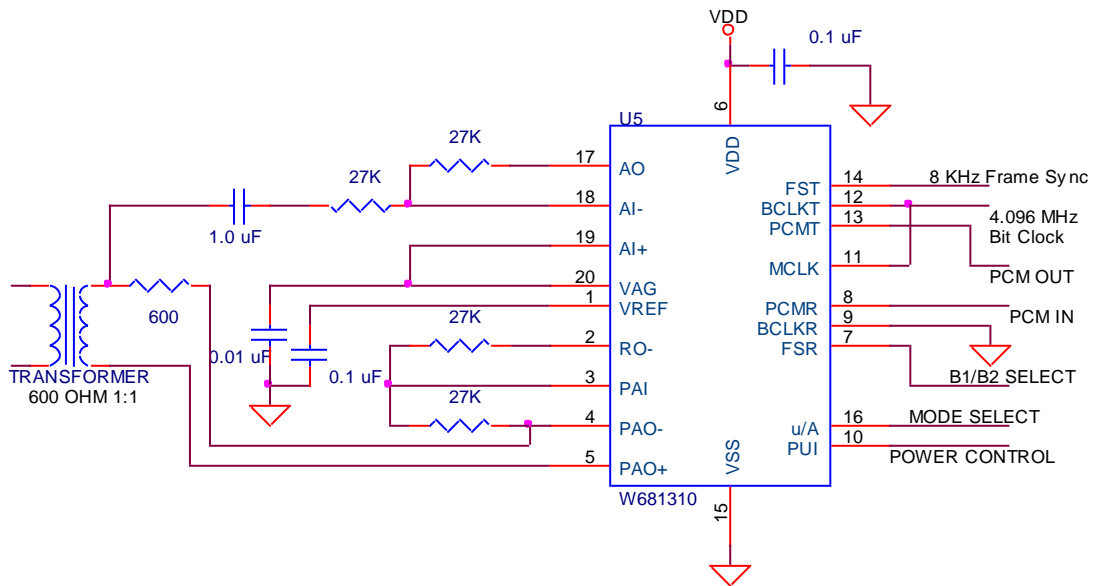 VDD
0.1 uF
U5
6
VDD
27K
17
AO
27K
18
AI-
1.0 uF
19
AI+
20
VAG
1
VREF
600
0.01 uF
0.1 uF
27K
2
RO-
3
PAI
27K
4
PAO-
5
PAO+
TRANSFORMER
600 OHM 1:1
FST
14
8 KHz Frame Sync
BCLKT
12
4.096 MHz
Bit Clock
PCMT
13
PCM OUT
MCLK
11
PCMR
8
PCM IN
BCLKR
9
FSR
7
B1/B2 SELECT
u/A
16
MODE SELECT
PUI
10
POWER CONTROL
VSS
15
W681310